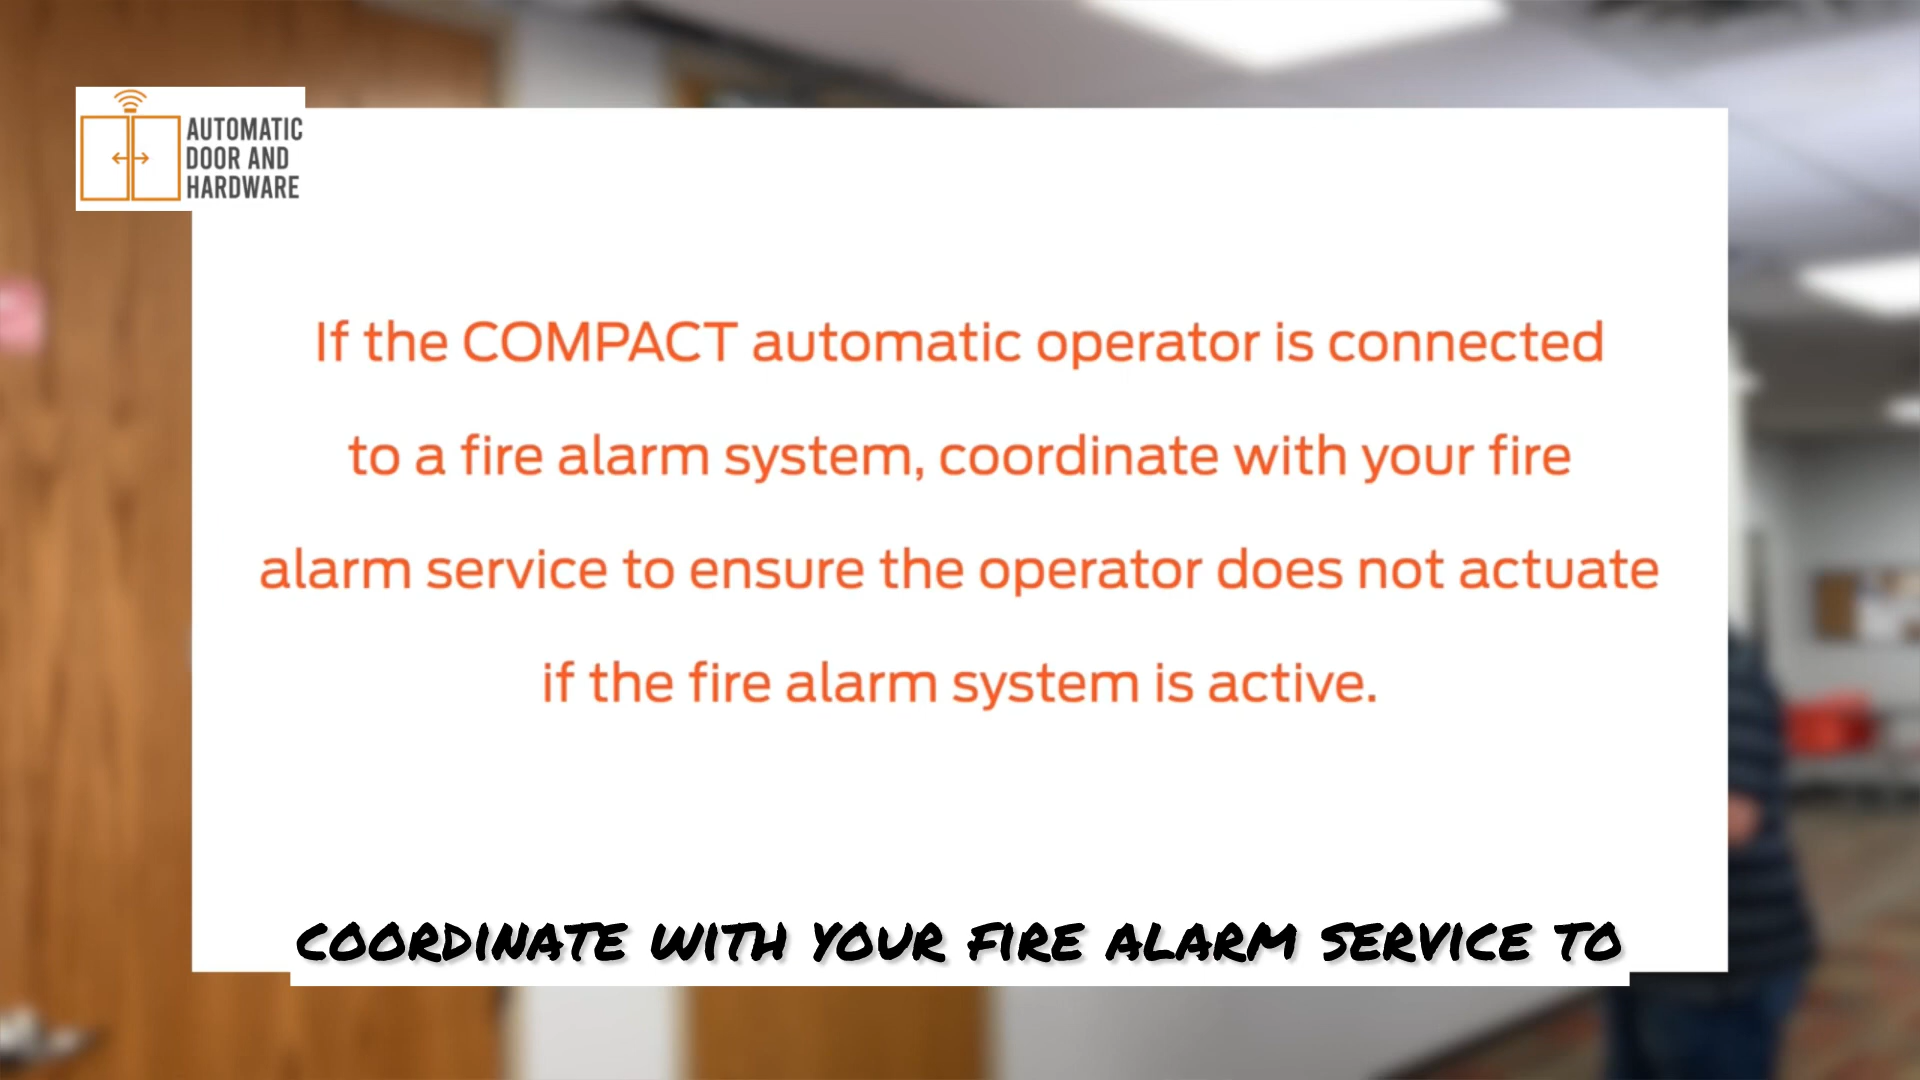 AUTOMATIC
DOOR AND
HARDWARE
If the COMPACT automatic operator is connected
to a fire alarm system, coordinate with your fire
alarm service to ensure the operator does not actuate
if the fire alarm system is active.
COORDINATE WITH YOUR FIRE ALARM SERVICE TO